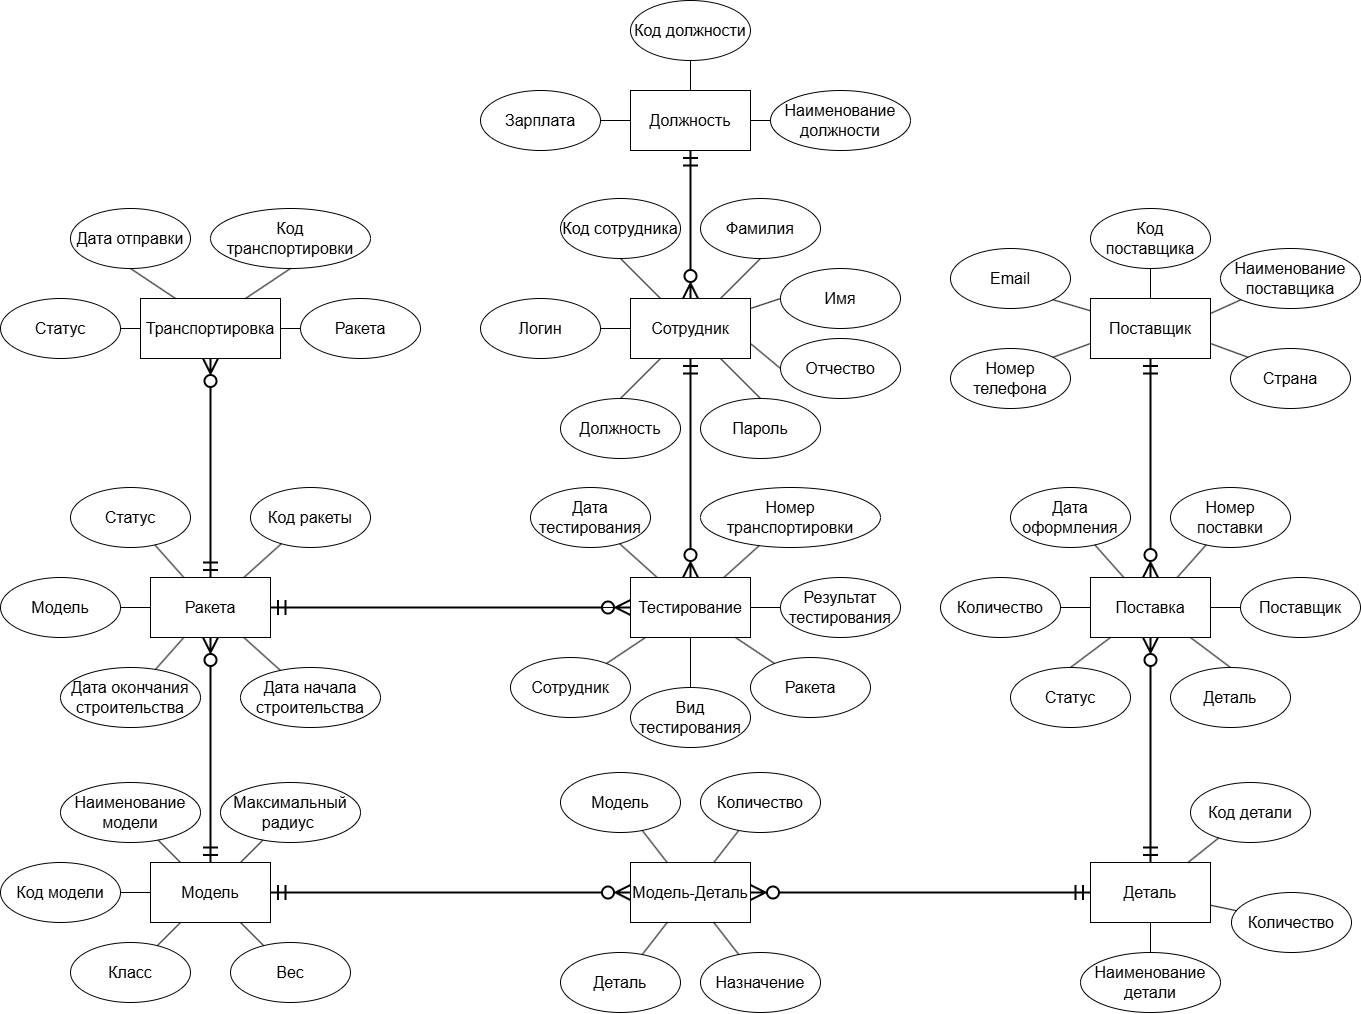 Код должности
Зарплата
Должность
Наименование
должности
Дата отправки
Код
транспортировки
Статус
Транспортировка
Ракета
Код сотрудника
Фамилия
Логин
Сотрудник
Имя
Отчество
Должность
Пароль
Код
поставщика
Email
Наименование
поставщика
Поставщик
Номер
телефона
Страна
Статус
Код ракеты
Модель
Ракета
Дата окончания
строительства
Дата начала
строительства
Дата
тестирования
Номер
транспортировки
Тестирование
Результат
тестирования
Сотрудник
Вид
тестирования
Ракета
Дата
оформления
Номер
поставки
Количество
Поставка
Поставщик
Статус
Деталь
Наименование
модели
Максимальный
радиус
Код модели
Модель
Класс
Вес
Модель
Количество
Модель-Деталь
Деталь
Назначение
Код детали
Деталь
Количество
Наименование
детали